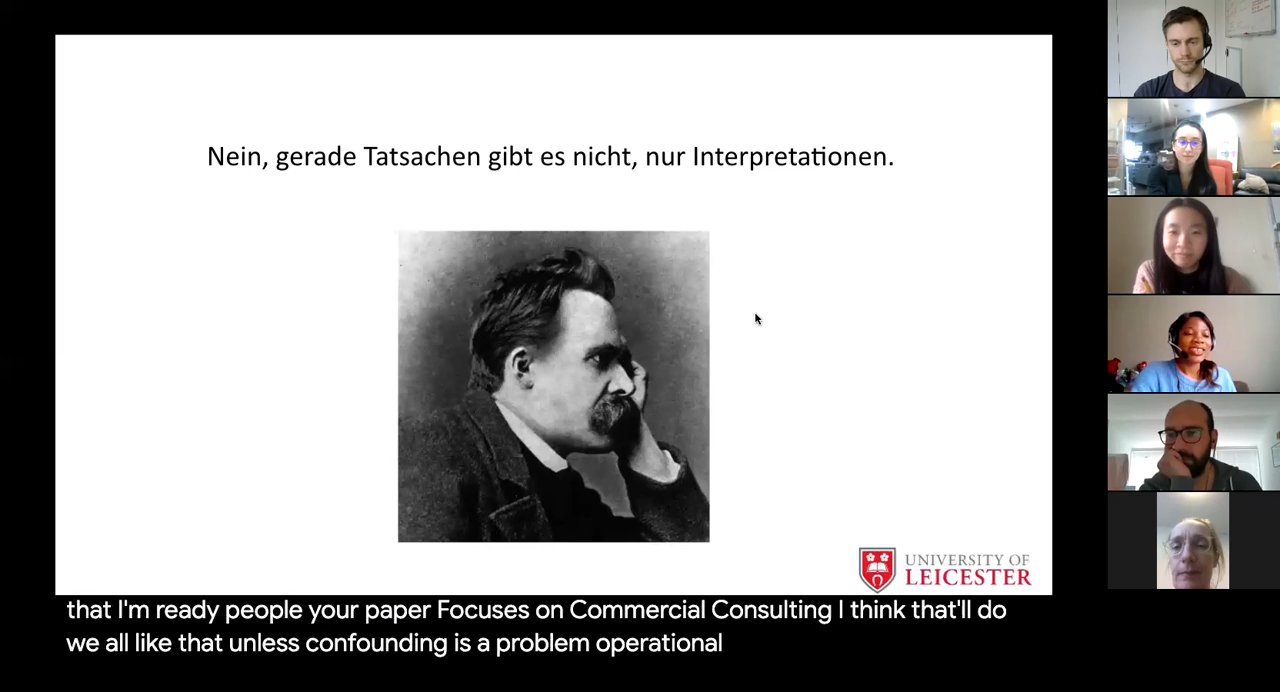 Nein, gerade Tatsachen gibt es nicht, nur Interpretationen.
UNIVERSITY OF
LEICESTER
that I'm ready people your paper Focuses on Commercial Consulting I think that'll do
we all like that unless confounding is a problem operational